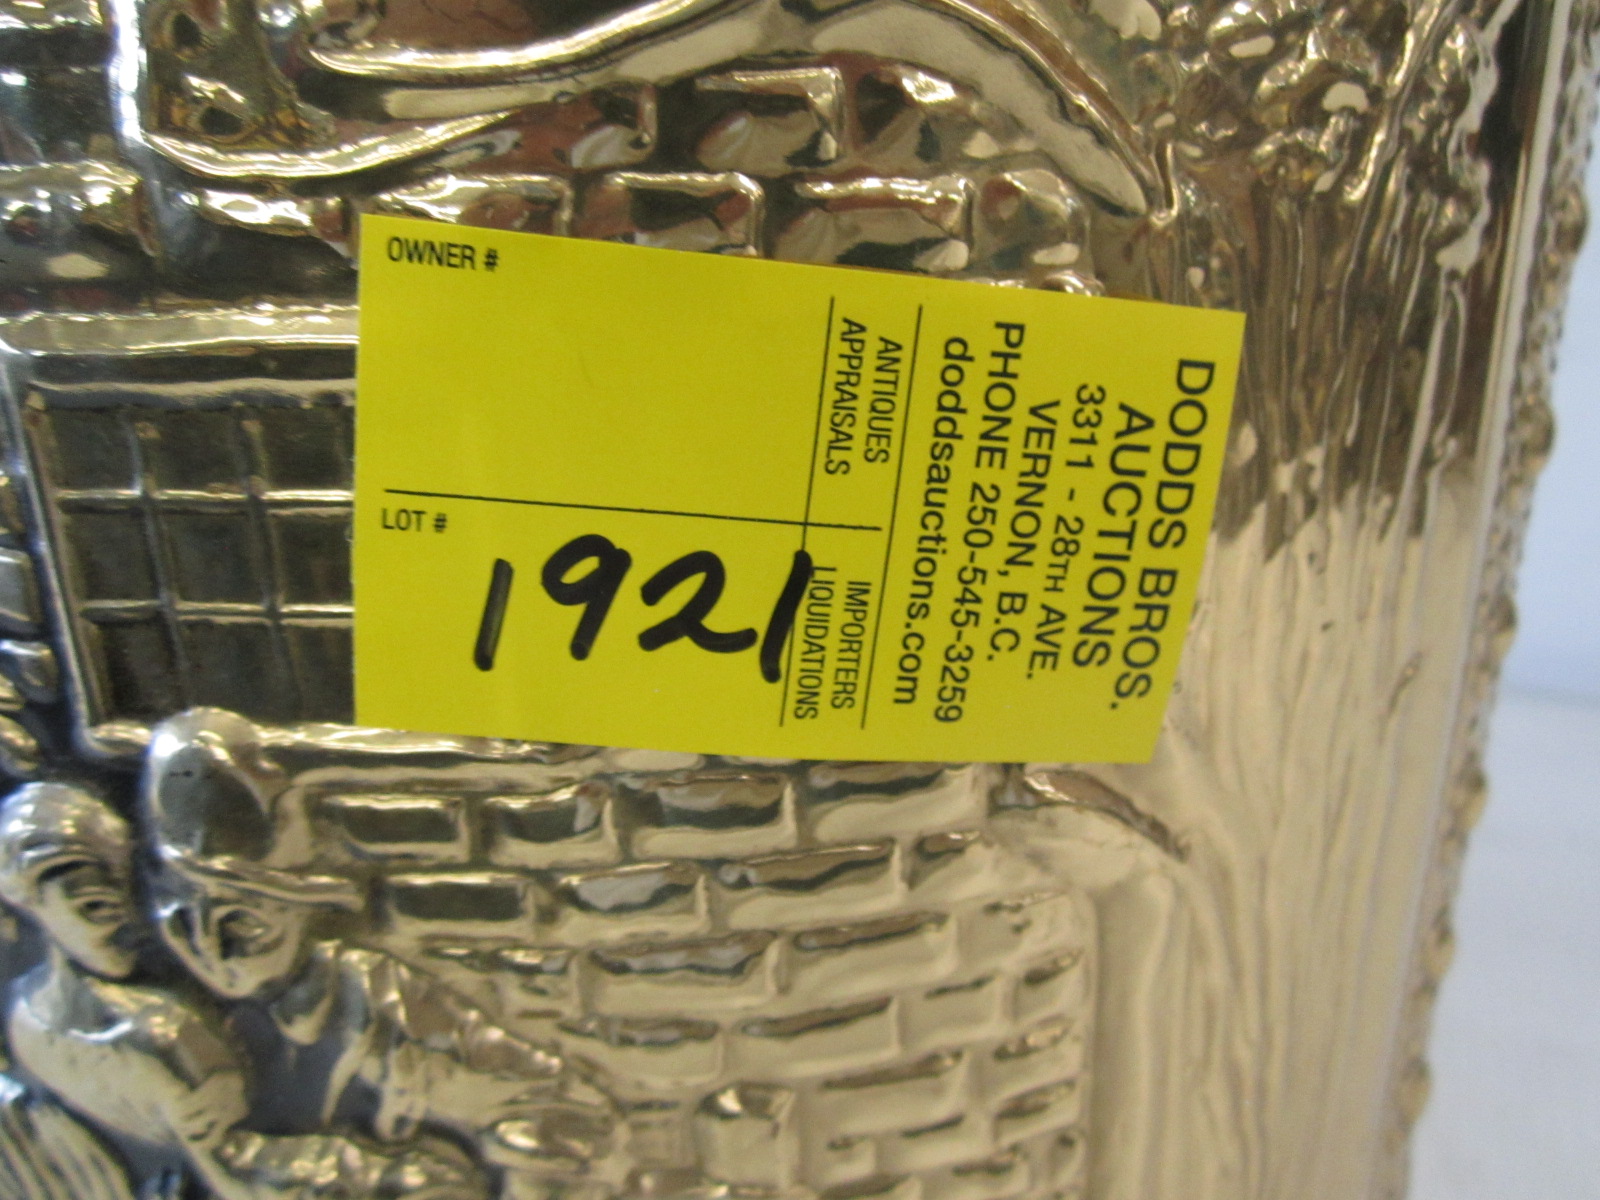 DODDS BROS.
AUCTIONS
3311 - 28TH AVE.
VERNON, B.C.
PHONE 250-545-3259
doddsauctions.com
ANTIQUES
APPRAISALS
IMPORTERS
LIQUIDATIONS
OWNER #
LOT #
1921